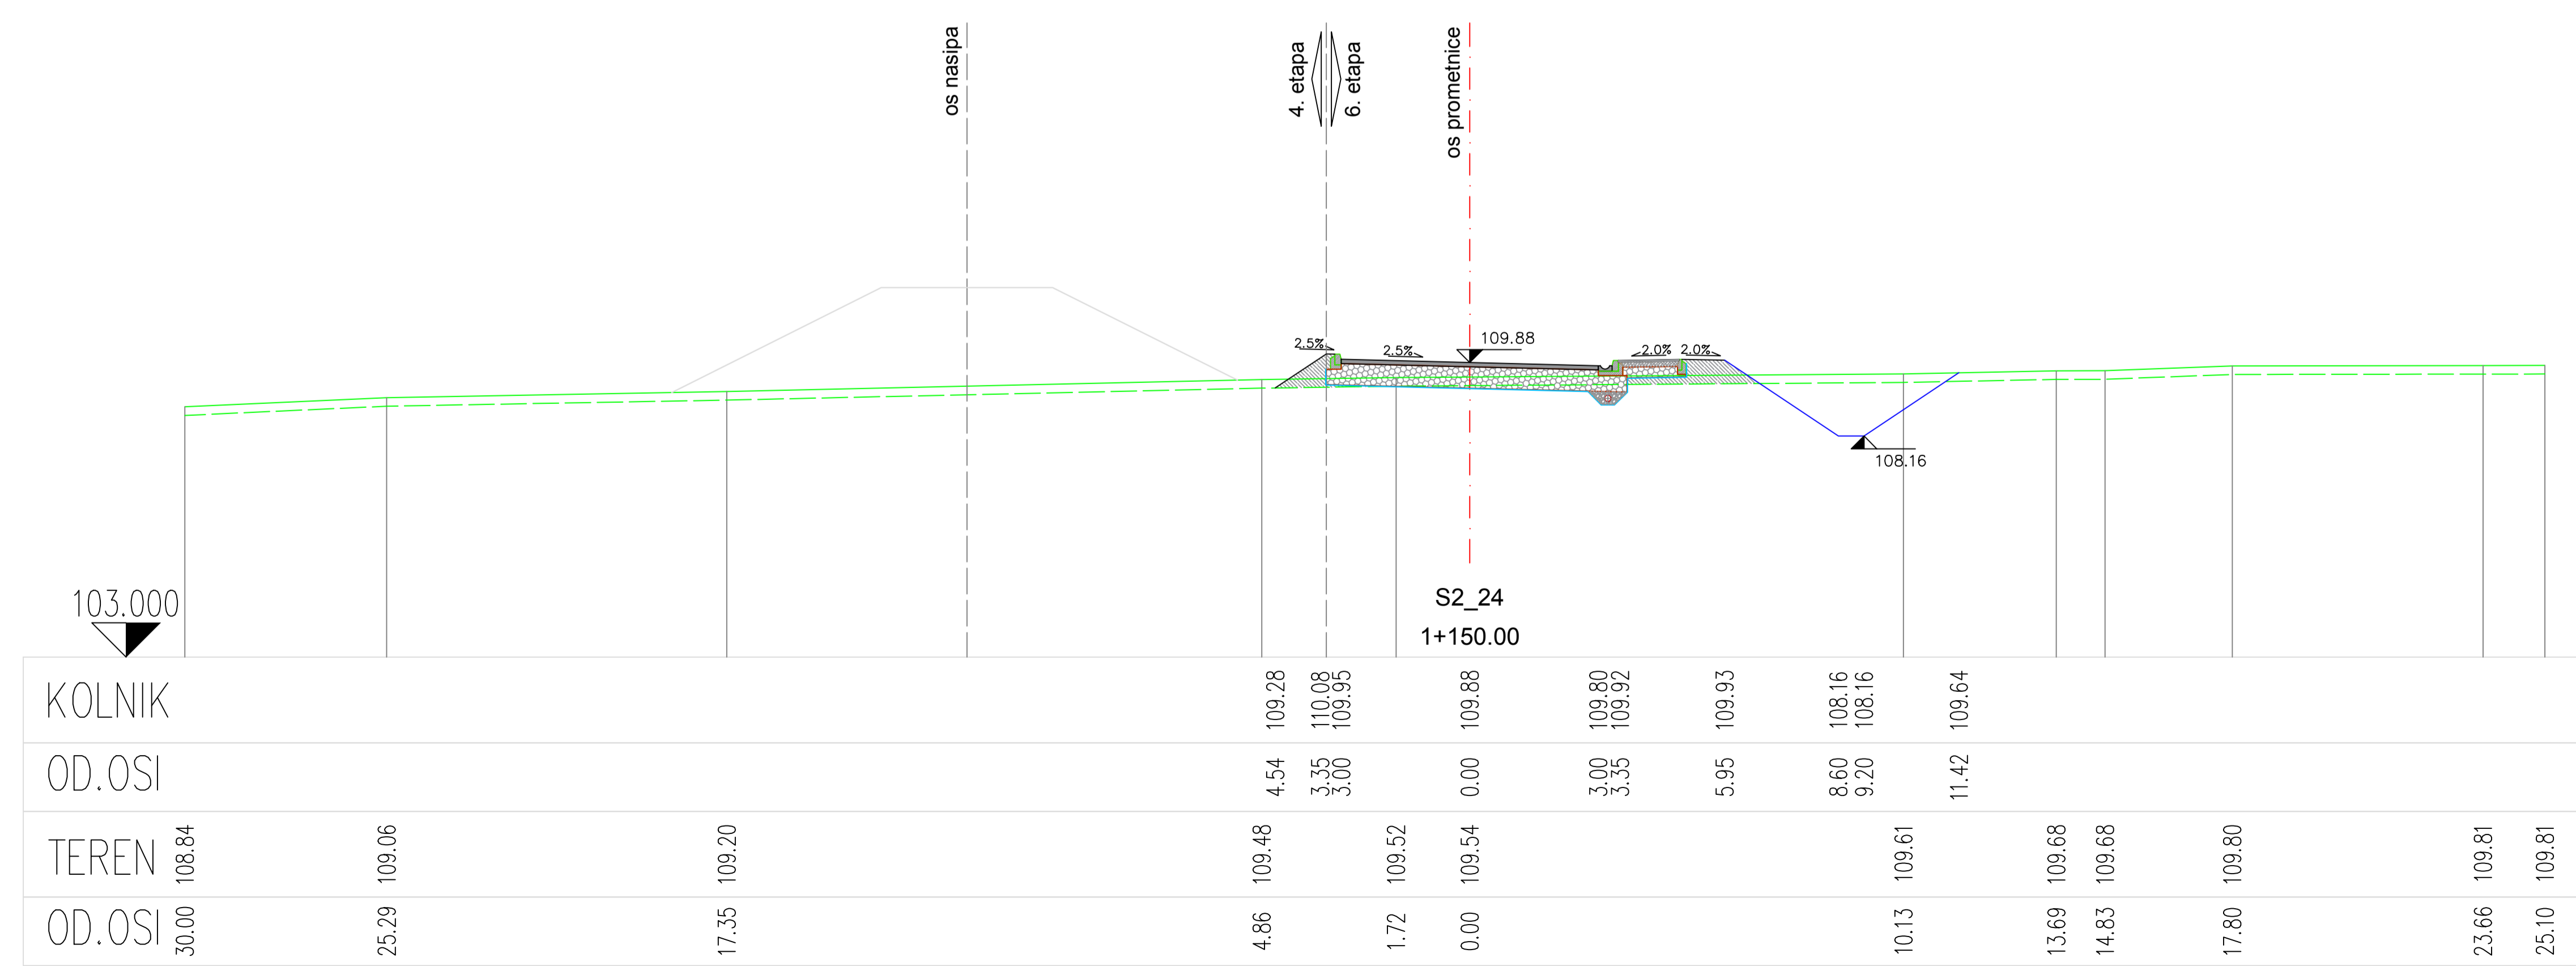 os nasipa
4. etapa
6. etapa
os prometnice
109.88
2.5%
2.5%
2.0%
2.0%
108.16
103.000
S2_24
1+150.00
KOLNIK 109.28 110.08 109.95 109.88 109.80 109.92 109.93 108.16 108.16 109.64
OD.OSI 4.54 3.35 3.00 0.00 3.00 3.35 5.95 8.60 9.20 11.42
TEREN 108.84 109.06 109.20 109.48 109.52 109.54 109.61 109.68 109.68 109.80 109.81 109.81
OD.OSI 30.00 25.29 17.35 4.86 1.72 0.00 10.13 13.69 14.83 17.80 23.66 25.10